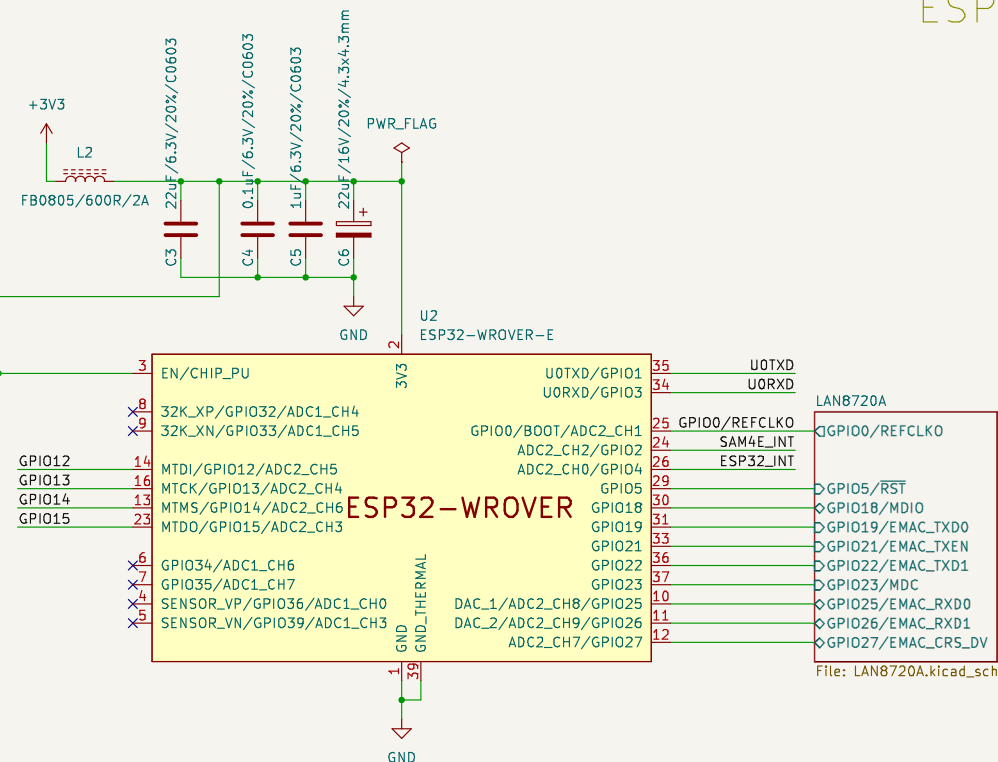 ESP
22uF/6.3V/20%/C0603
0.1uF/6.3V/20%/C0603
1uF/6.3V/20%/C0603
22uF/16V/20%/4.3x4.3mm
+3V3
L2
FB0805/600R/2A
PWR_FLAG
+
C3
C4
C5
C6
GND
U2
ESP32-WROVER-E
2
3V3
3
EN/CHIP_PU
8
32K_XP/GPIO32/ADC1_CH4
9
32K_XN/GPIO33/ADC1_CH5
GPIO12
14
MTDI/GPIO12/ADC2_CH5
GPIO13
16
MTCK/GPIO13/ADC2_CH4
GPIO14
13
MTMS/GPIO14/ADC2_CH6
GPIO15
23
MTDO/GPIO15/ADC2_CH3
6
GPIO34/ADC1_CH6
7
GPIO35/ADC1_CH7
4
SENSOR_VP/GPIO36/ADC1_CH0
5
SENSOR_VN/GPIO39/ADC1_CH3
ESP32-WROVER
U0TXD/GPIO1
35
U0TXD
U0RXD/GPIO3
34
U0RXD
GPIO0/BOOT/ADC2_CH1
25
GPIO0/REFCLKO
ADC2_CH2/GPIO2
24
SAM4E_INT
ADC2_CH0/GPIO4
26
ESP32_INT
GPIO5
29
GPIO18
30
GPIO19
31
GPIO21
33
GPIO22
36
GPIO23
37
DAC_1/ADC2_CH8/GPIO25
10
DAC_2/ADC2_CH9/GPIO26
11
ADC2_CH7/GPIO27
12
GND
GND_THERMAL
1
39
GND
LAN8720A
GPIO0/REFCLKO
GPIO5/RST
GPIO18/MDIO
GPIO19/EMAC_TXD0
GPIO21/EMAC_TXEN
GPIO22/EMAC_TXD1
GPIO23/MDC
GPIO25/EMAC_RXD0
GPIO26/EMAC_RXD1
GPIO27/EMAC_CRS_DV
File: LAN8720A.kicad_sch